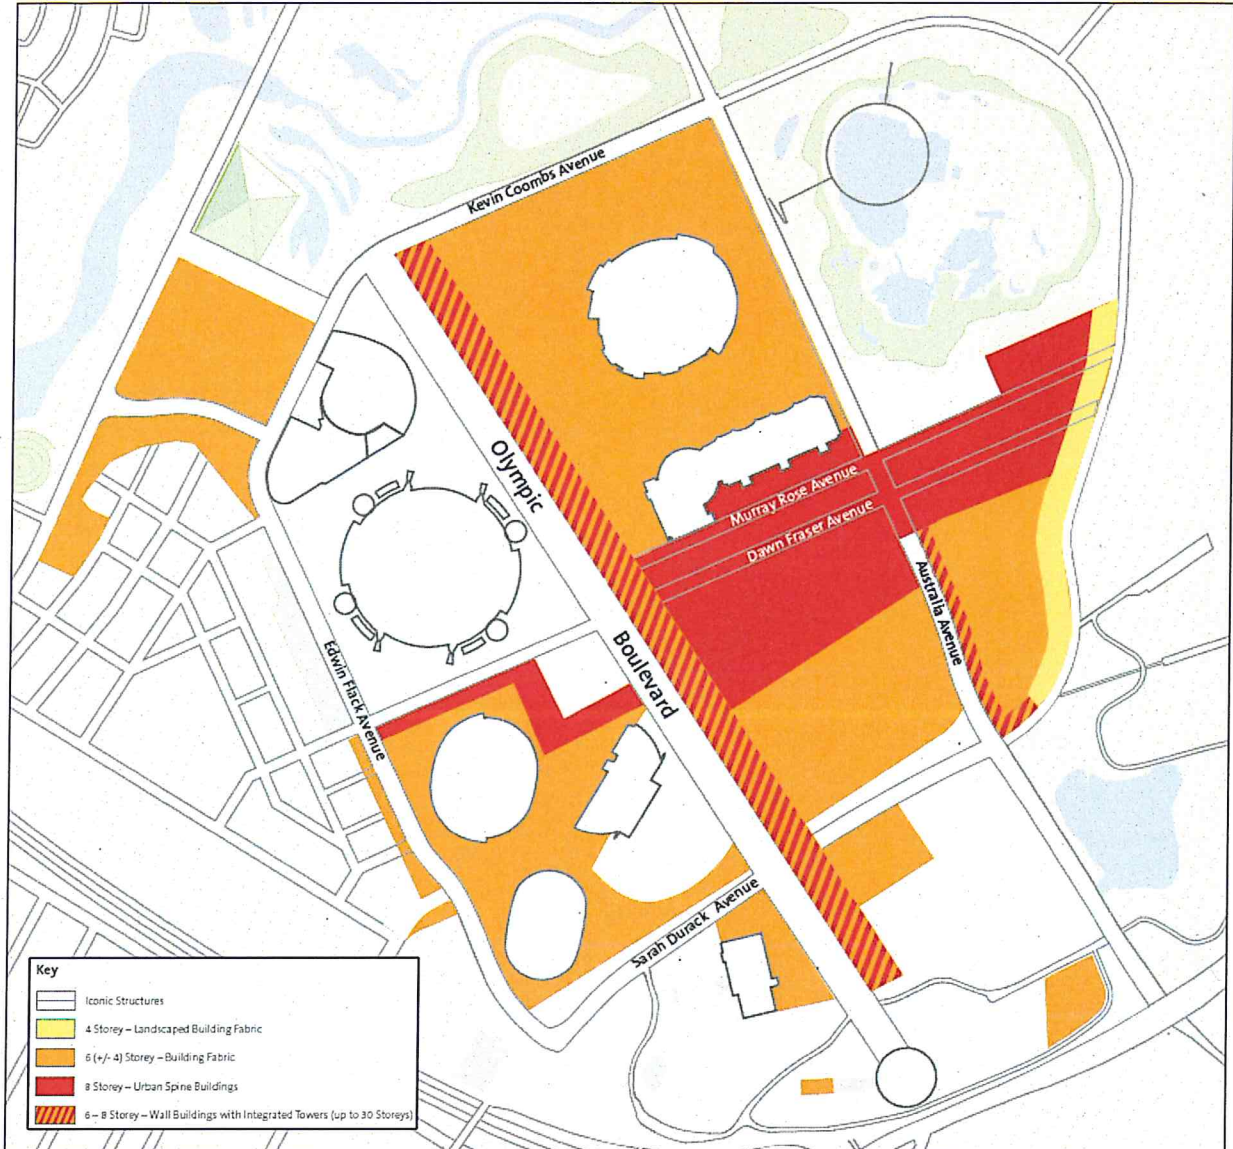 Kevin Coombs Avenue
Olympic
Murray Rose Avenue
Dawn Fraser Avenue
Australia Avenue
Boulevard
Edwin Flack Avenue
Sarah Durack Avenue
Key
Iconic Structures
4 Storey – Landscaped Building Fabric
6 (+/- 4) Storey – Building Fabric
8 Storey – Urban Spine Buildings
6 – 8 Storey – Wall Buildings with Integrated Towers (up to 30 Storeys)